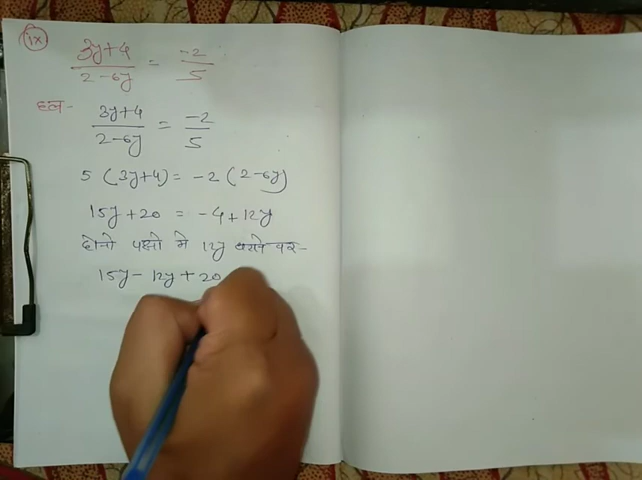 ix
3y+4/2-6y = -2/5
हल-
3y+4/2-6y = -2/5
5 (3y+4) = -2 (2-6y)
15y+20 = -4+12y
दोनो पक्षो मे 12y घटाने पर-
15y-12y+20